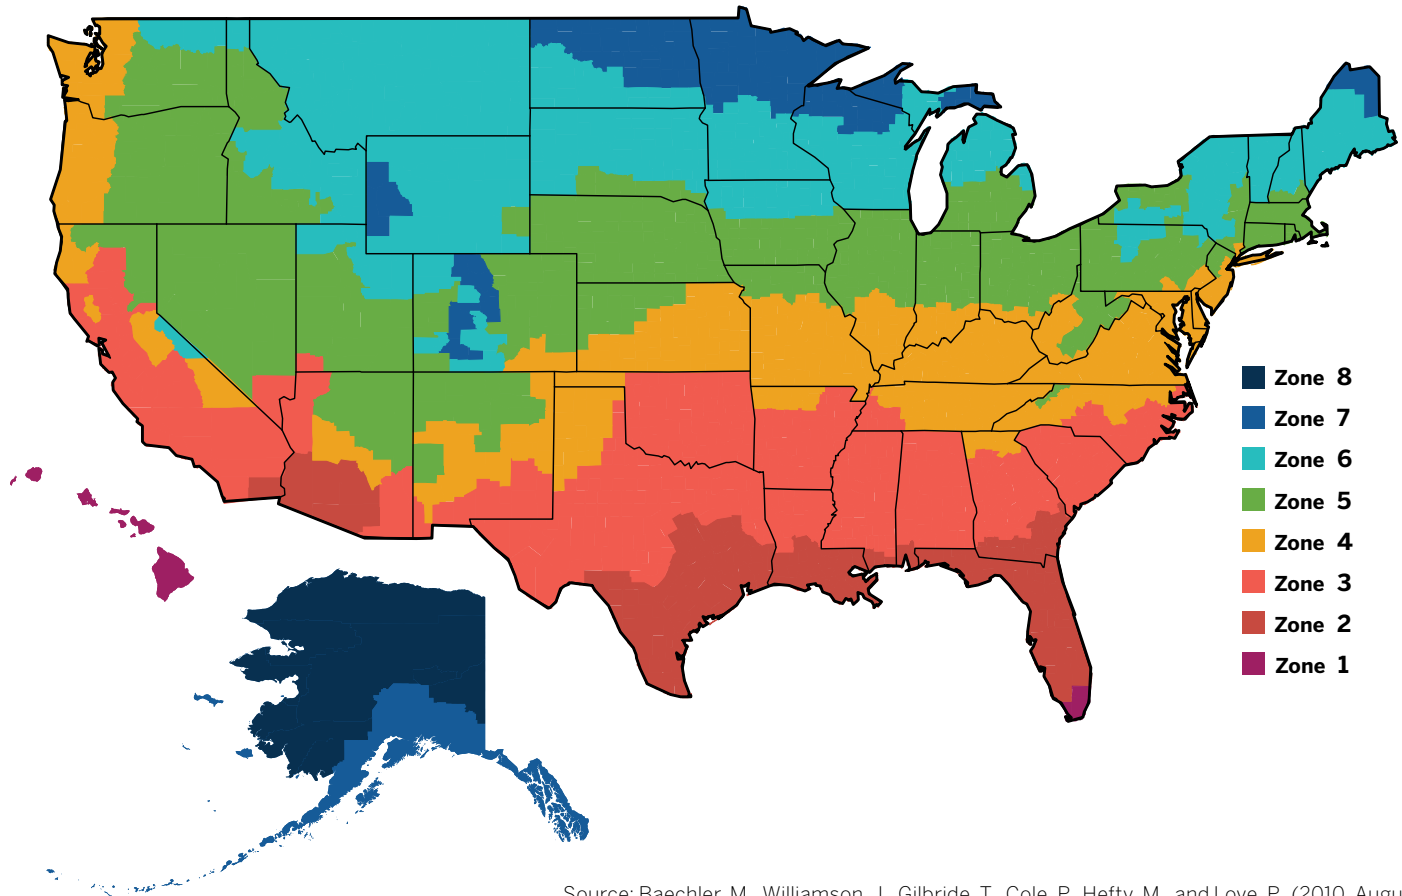 Zone 8
Zone 7
Zone 6
Zone 5
Zone 4
Zone 3
Zone 2
Zone 1
Source: Baechler, M., Williamson, J., Gilbride, T., Cole, P., Hefty, M., and Love, P. (2010, Augu